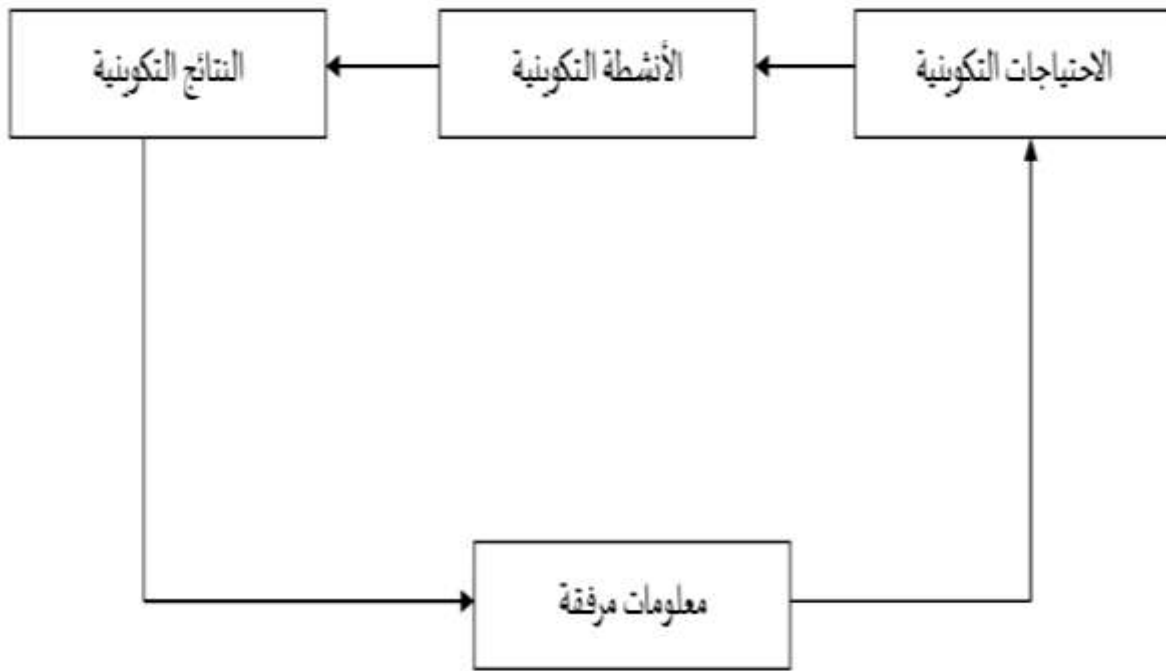 الاحتياجات التكوينية
الأنشطة التكوينية
النتائج التكوينية
معلومات مرفقة